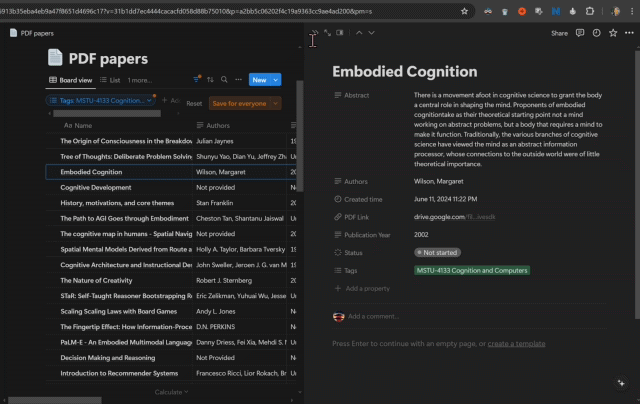 PDF papers
Share
PDF papers
Board view
List
1 more...
New
Tags: MSTU-4133 Cognition...
Reset
Save for everyone
Aa Name
Authors
The Origin of Consciousness in the Breakdow
Julian Jaynes
Tree of Thoughts: Deliberate Problem Solvin
Shunyu Yao, Dian Yu, Jeffrey Zh
Embodied Cognition
Wilson, Margaret
20
Cognitive Development
Not provided
History, motivations, and core themes
Stan Franklin
The Path to AGI Goes through Embodiment
Cheston Tan, Shantanu Jaiswal
The cognitive map in humans - Spatial Navig
Not provided
Spatial Mental Models Derived from Route a
Holly A. Taylor, Barbara Tversky
Cognitive Architecture and Instructional Des
John Sweller, Jeroen J. G. van M
The Nature of Creativity
Robert J. Sternberg
STaR: Self-Taught Reasoner Bootstrapping R
Eric Zelikman, Yuhuai Wu, Jesse
Scaling Scaling Laws with Board Games
Andy L. Jones
The Fingertip Effect: How Information-Proce
D.N. PERKINS
PaLM-E - An Embodied Multimodal Languag
Danny Driess, Fei Xia, Mehdi S. M
Decision Making and Reasoning
Not Provided
Introduction to Recommender Systems
Francesco Ricci, Lior Rokach, Br
Calculate
Embodied Cognition
Abstract
There is a movement afoot in cognitive science to grant the body
a central role in shaping the mind. Proponents of embodied
cognitiontake as their theoretical starting point not a mind
working on abstract problems, but a body that requires a mind to
make it function. Traditionally, the various branches of cognitive
science have viewed the mind as an abstract information
processor, whose connections to the outside world were of little
theoretical importance.
Authors
Wilson, Margaret
Created time
June 11, 2024 11:22 PM
PDF Link
Publication Year
2002
Status
Not started
Tags
MSTU-4133 Cognition and Computers
Add a property
Add a comment...
Press Enter to continue with an empty page, or create a template